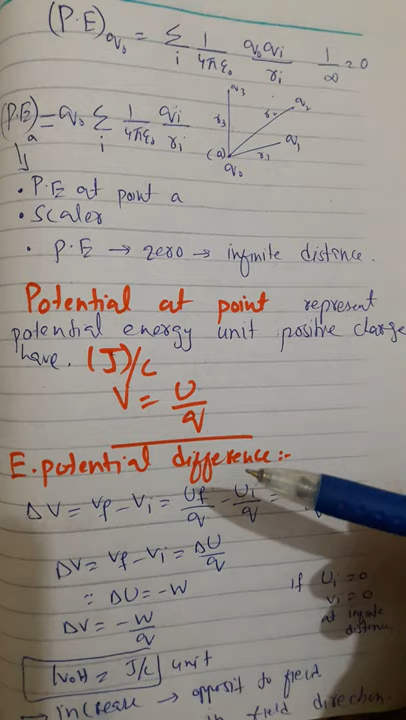 (P.E)q₀ = Σi 1/4πε₀ q₀qi/ri 1/∞ = 0
(P.E)a = q₀ Σi 1/4πε₀ qi/ri
q₃
q₂
r₃
q₁
r₁
(a)
q₀
• P.E at point a
• Scaler
• P.E → zero → infinite distance.
Potential at point represent
potential energy unit positive charge
have. (J)/C
V = U/q
E.potential difference:-
ΔV = Vf - Vi = Uf/q - Ui/q =
ΔV = Vf - Vi = ΔU/q
∵ ΔU = -W
if Ui = 0
Vi = 0
at
distance
ΔV = -W/q
Volt = J/C unit
→ increase → opposit to field
field direction.